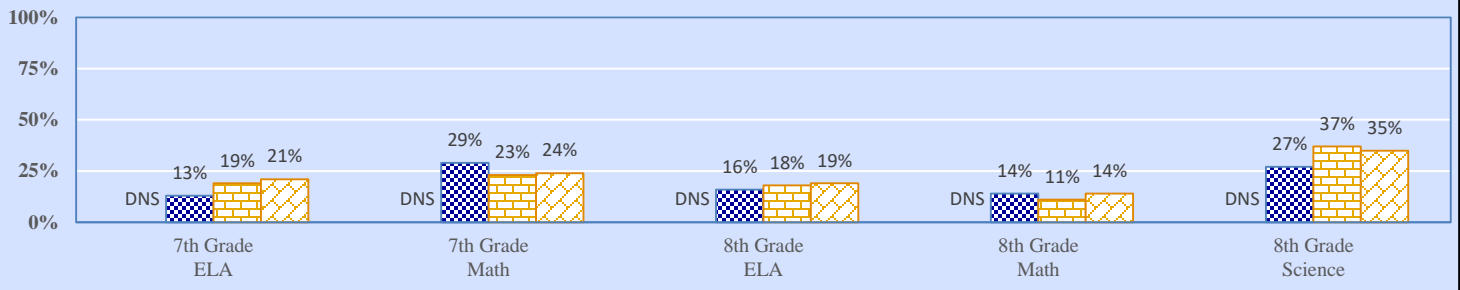 100%
75%
50%
25%
0%
DNS 13% 19% 21%
DNS 29% 23% 24%
DNS 16% 18% 19%
DNS 14% 11% 14%
DNS 27% 37% 35%
7th Grade
ELA
7th Grade
Math
8th Grade
ELA
8th Grade
Math
8th Grade
Science